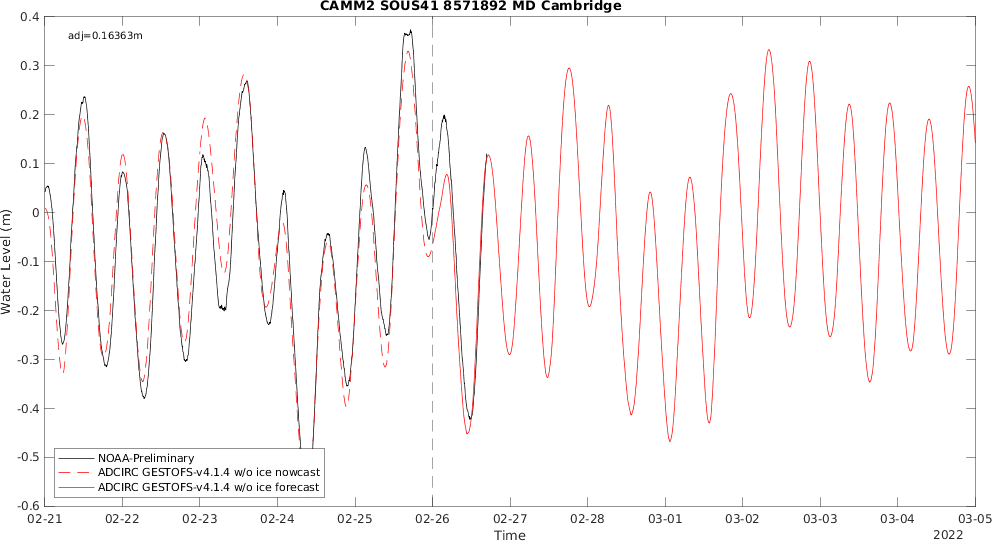 CAMM2 SOUS41 8571892 MD Cambridge
adj=0.16363m
0.4
0.3
0.2
0.1
0
-0.1
-0.2
-0.3
-0.4
-0.5
-0.6
Water Level (m)
NOAA-Preliminary
ADCIRC GESTOFS-v4.1.4 w/o ice nowcast
ADCIRC GESTOFS-v4.1.4 w/o ice forecast
02-21 02-22 02-23 02-24 02-25 02-26 02-27 02-28 03-01 03-02 03-03 03-04 03-05
Time
2022